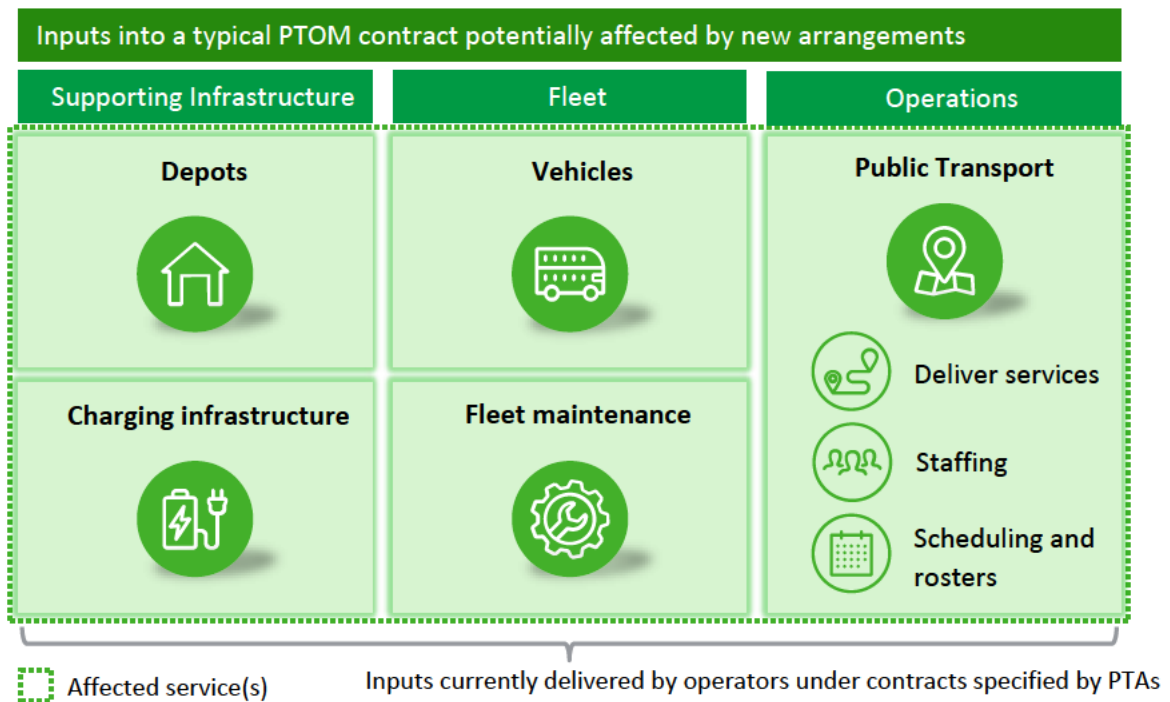 Inputs into a typical PTOM contract potentially affected by new arrangements
Supporting Infrastructure
Fleet
Operations
Depots
Vehicles
Public Transport
Charging infrastructure
Fleet maintenance
Deliver services
Staffing
Scheduling and
rosters
Affected service(s)
Inputs currently delivered by operators under contracts specified by PTAs